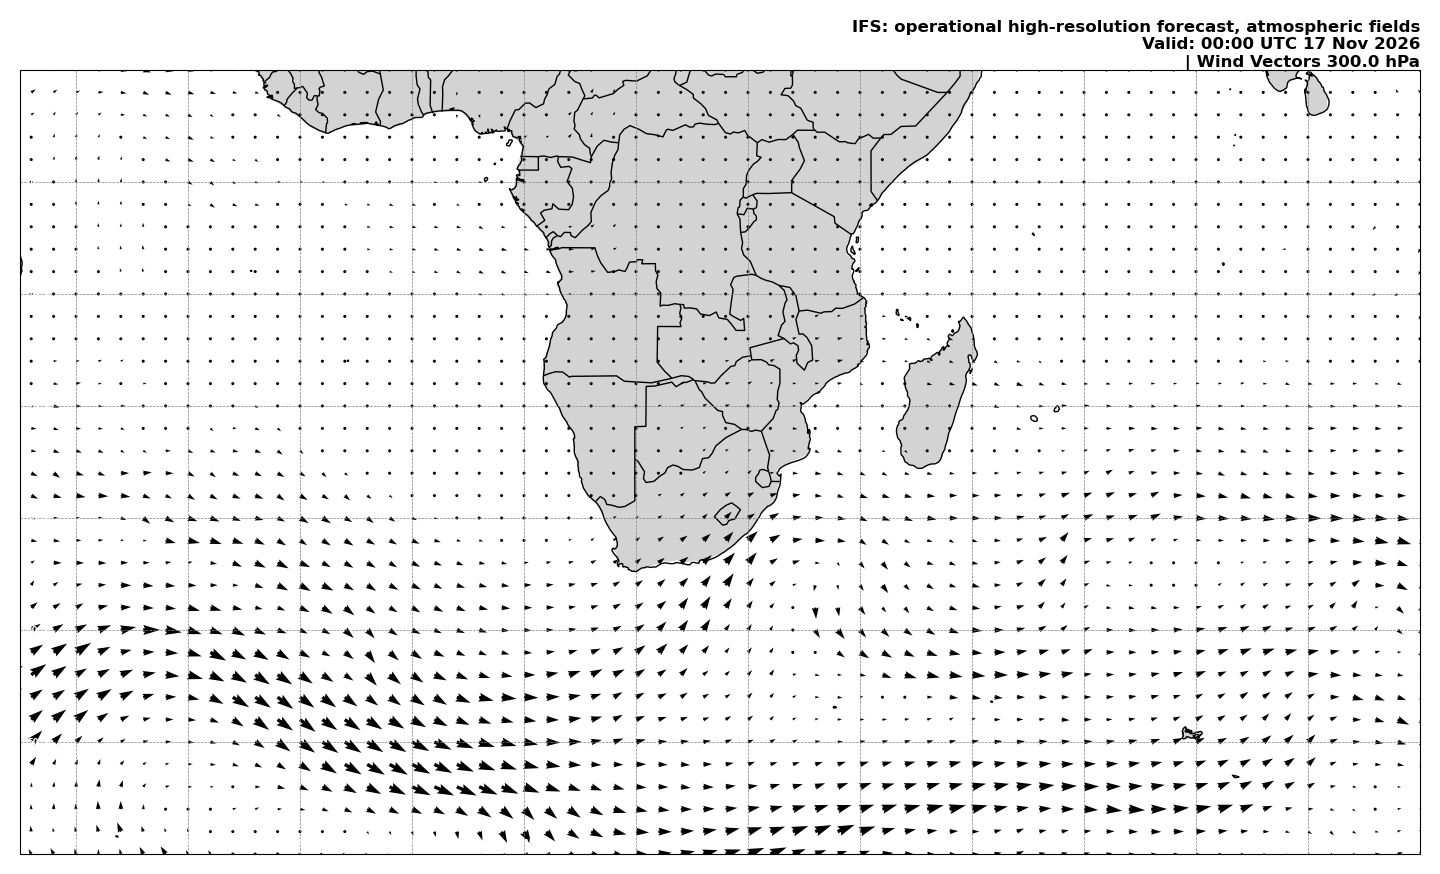 IFS: operational high-resolution forecast, atmospheric fields
Valid: 00:00 UTC 17 Nov 2026
| Wind Vectors 300.0 hPa